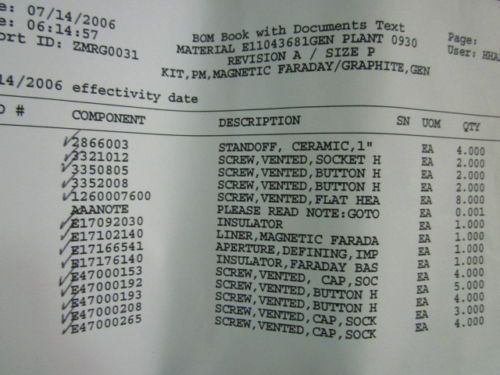 e: 07/14/2006
e: 06:14:57
ort ID: ZMRG0031
BOM Book with Documents Text
MATERIAL E11043681GEN PLANT 0930
REVISION A / SIZE P
KIT,PM,MAGNETIC FARADAY/GRAPHITE,GEN
Page:
User: HHA
14/2006 effectivity date
# COMPONENT DESCRIPTION SN UOM QTY
2866003 STANDOFF, CERAMIC,1" EA 4.000
3321012 SCREW,VENTED,SOCKET H EA 2.000
3350805 SCREW,VENTED,BUTTON H EA 2.000
3352008 SCREW,VENTED,BUTTON H EA 2.000
1260007600 SCREW,VENTED,FLAT HEA EA 8.000
AAANOTE PLEASE READ NOTE:GOTO EA 0.001
E17092030 INSULATOR EA 1.000
E17102140 LINER,MAGNETIC FARADA EA 1.000
E17166541 APERTURE,DEFINING,IMP EA 1.000
E17176140 INSULATOR,FARADAY BAS EA 1.000
E47000153 SCREW,VENTED, CAP,SOC EA 4.000
E47000192 SCREW,VENTED,BUTTON H EA 5.000
E47000193 SCREW,VENTED,BUTTON H EA 4.000
E47000208 SCREW,VENTED,CAP,SOCK EA 3.000
E47000265 SCREW,VENTED,CAP,SOCK EA 4.000